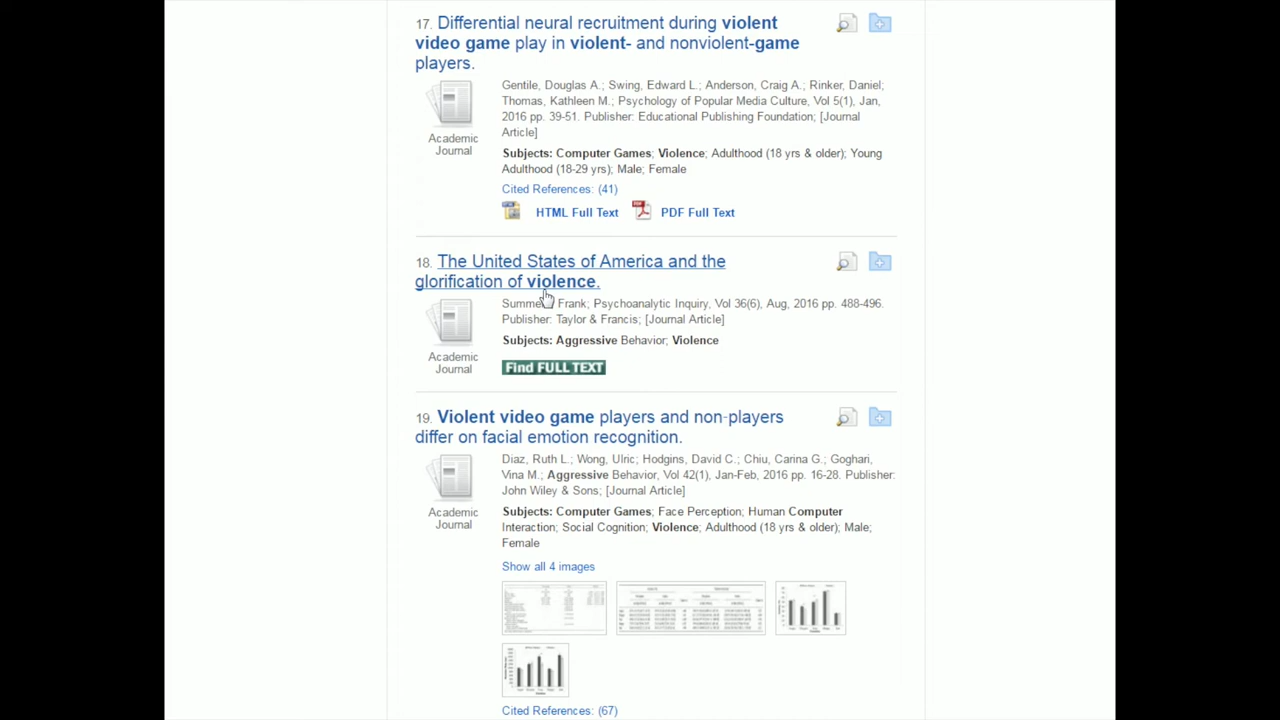 17. Differential neural recruitment during violent
video game play in violent- and nonviolent-game
players.
Academic
Journal
Gentile, Douglas A.; Swing, Edward L.; Anderson, Craig A.; Rinker, Daniel;
Thomas, Kathleen M.; Psychology of Popular Media Culture, Vol 5(1), Jan,
2016 pp. 39-51. Publisher: Educational Publishing Foundation; [Journal
Article]
Subjects: Computer Games; Violence; Adulthood (18 yrs & older); Young
Adulthood (18-29 yrs); Male; Female
Cited References: (41)
HTML Full Text PDF Full Text
18. The United States of America and the
glorification of violence.
Academic
Journal
Frank; Psychoanalytic Inquiry, Vol 36(6), Aug, 2016 pp. 488-496.
Publisher: Taylor & Francis; [Journal Article]
Subjects: Aggressive Behavior; Violence
Find FULL TEXT
19. Violent video game players and non-players
differ on facial emotion recognition.
Academic
Journal
Diaz, Ruth L.; Wong, Ulric; Hodgins, David C.; Chiu, Carina G.; Goghari,
Vina M.; Aggressive Behavior, Vol 42(1), Jan-Feb, 2016 pp. 16-28. Publisher:
John Wiley & Sons; [Journal Article]
Subjects: Computer Games; Face Perception; Human Computer
Interaction; Social Cognition; Violence; Adulthood (18 yrs & older); Male;
Female
Show all 4 images
Cited References: (67)